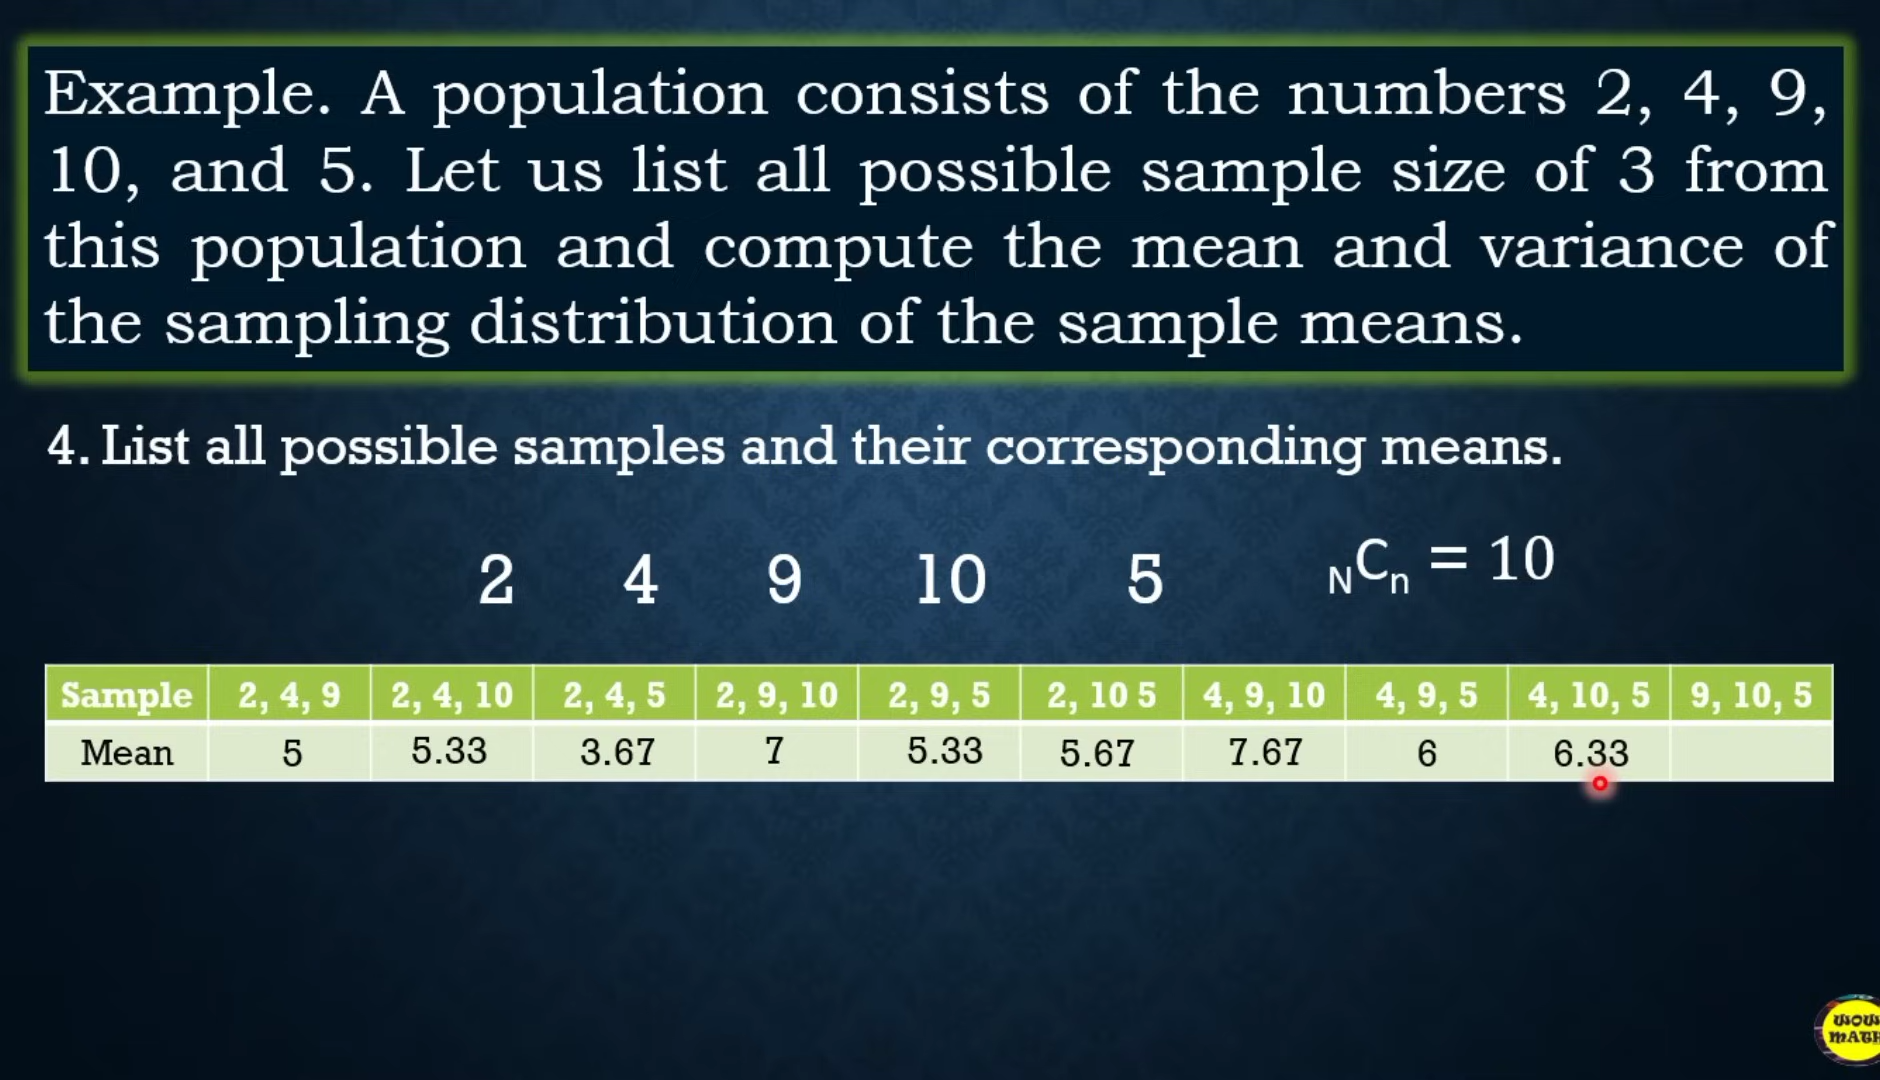 Example. A population consists of the numbers 2, 4, 9,
10, and 5. Let us list all possible sample size of 3 from
this population and compute the mean and variance of
the sampling distribution of the sample means.
4. List all possible samples and their corresponding means.
2 4 9 10 5 NCn = 10
Sample 2, 4, 9 2, 4, 10 2, 4, 5 2, 9, 10 2, 9, 5 2, 10 5 4, 9, 10 4, 9, 5 4, 10, 5 9, 10, 5
Mean 5 5.33 3.67 7 5.33 5.67 7.67 6 6.33
WOW
MATH